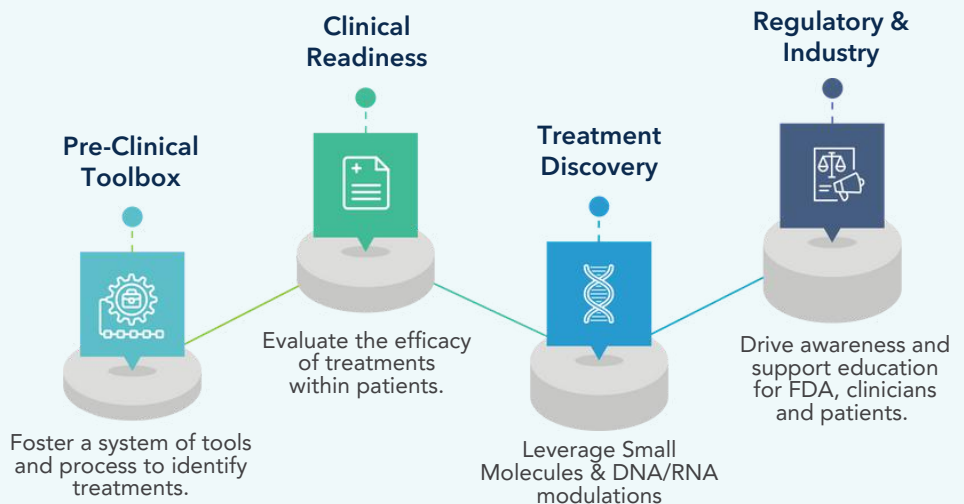 Pre-Clinical
Toolbox
Foster a system of tools
and process to identify
treatments.
Clinical
Readiness
Evaluate the efficacy
of treatments
within patients.
Treatment
Discovery
Leverage Small
Molecules & DNA/RNA
modulations
Regulatory &
Industry
Drive awareness and
support education
for FDA, clinicians
and patients.